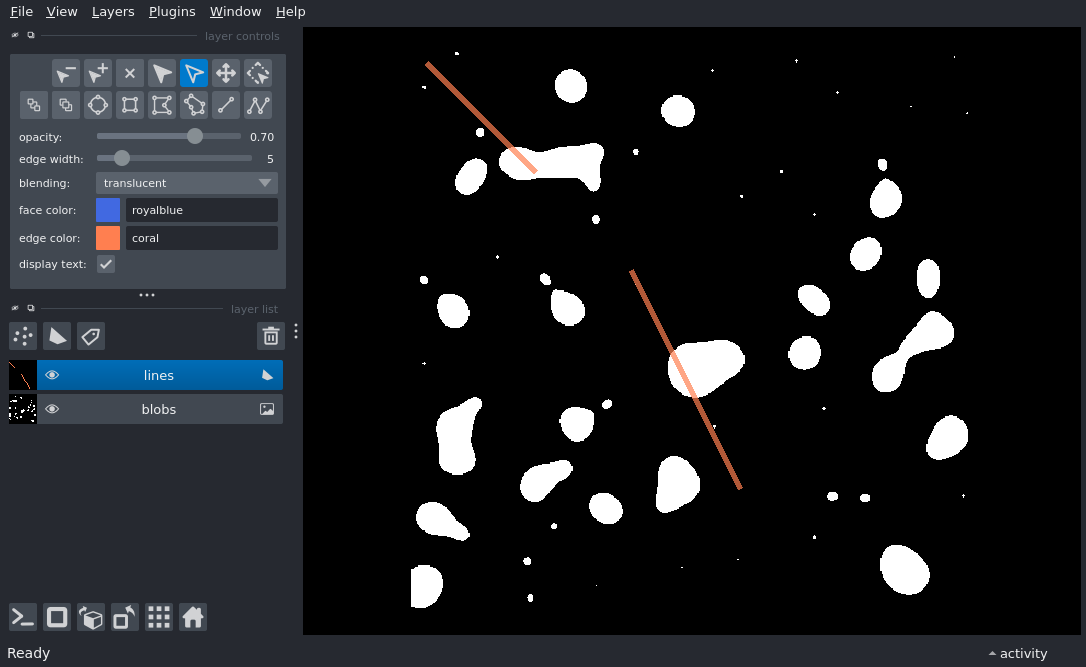 File View Layers Plugins Window Help
layer controls
opacity: 0.70
edge width: 5
blending: translucent
face color: royalblue
edge color: coral
display text:
layer list
lines
blobs
Ready
activity